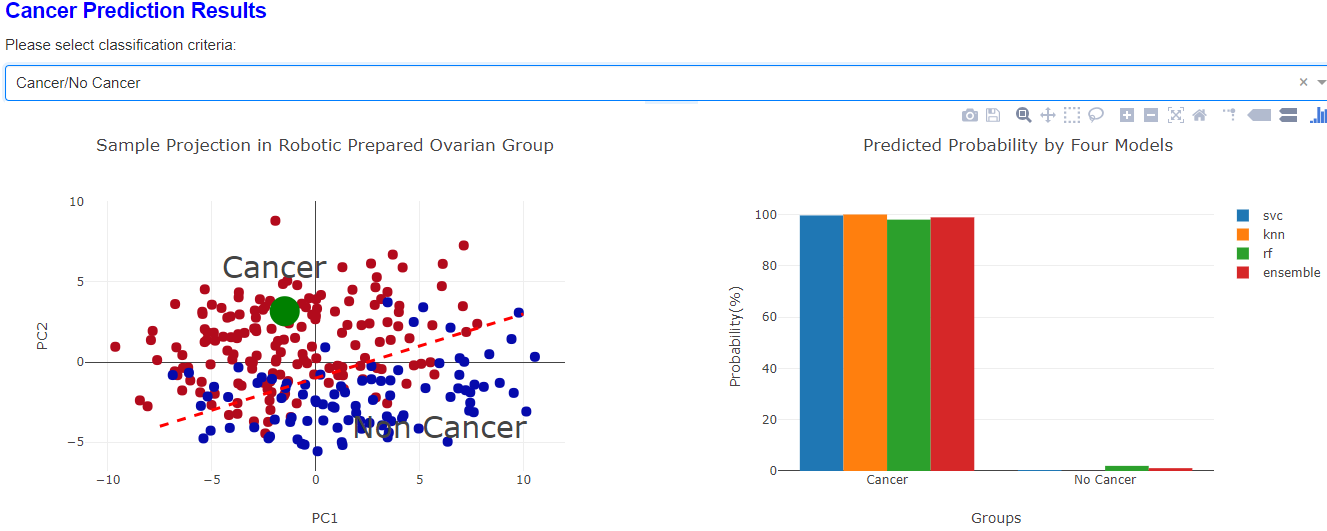 Cancer Prediction Results
Please select classification criteria:
Cancer/No Cancer
×
Sample Projection in Robotic Prepared Ovarian Group
10
5
0
−5
PC2
−10
−5
0
5
10
PC1
Cancer
Non Cancer
Predicted Probability by Four Models
100
80
60
40
20
0
Probability(%)
Cancer
No Cancer
Groups
svc
knn
rf
ensemble